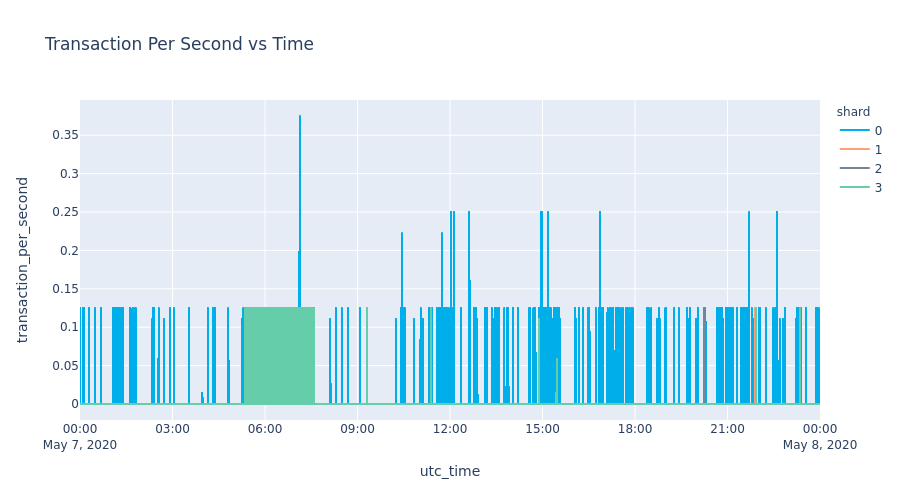 Transaction Per Second vs Time
shard
0
1
2
3
transaction_per_second
0.35
0.3
0.25
0.2
0.15
0.1
0.05
0
00:00 03:00 06:00 09:00 12:00 15:00 18:00 21:00 00:00
May 7, 2020 May 8, 2020
utc_time